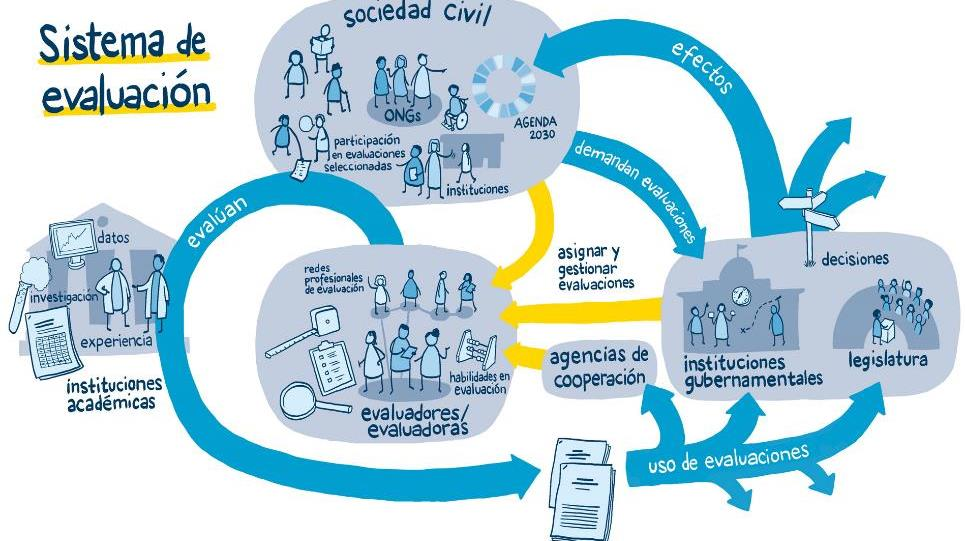 Sistema de
evaluación
sociedad civil
ONGs
AGENDA
2030
participación
en evaluaciones
seleccionadas
instituciones
efectos
demandan evaluaciones
evalúan
datos
investigación
experiencia
instituciones
académicas
redes
profesionales
de evaluación
habilidades en
evaluación
evaluadores/
evaluadoras
asignar y
gestionar
evaluaciones
agencias de
cooperación
decisiones
instituciones
gubernamentales
legislatura
uso de evaluaciones